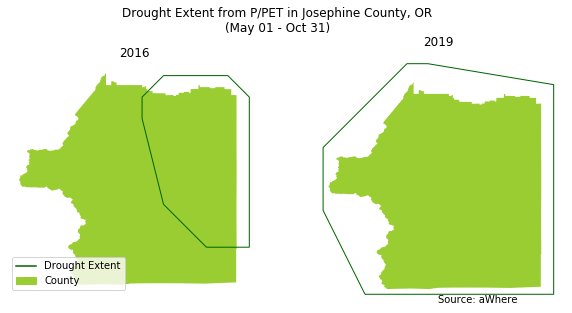 Drought Extent from P/PET in Josephine County, OR
(May 01 - Oct 31)
2016
2019
Drought Extent
County
Source: aWhere